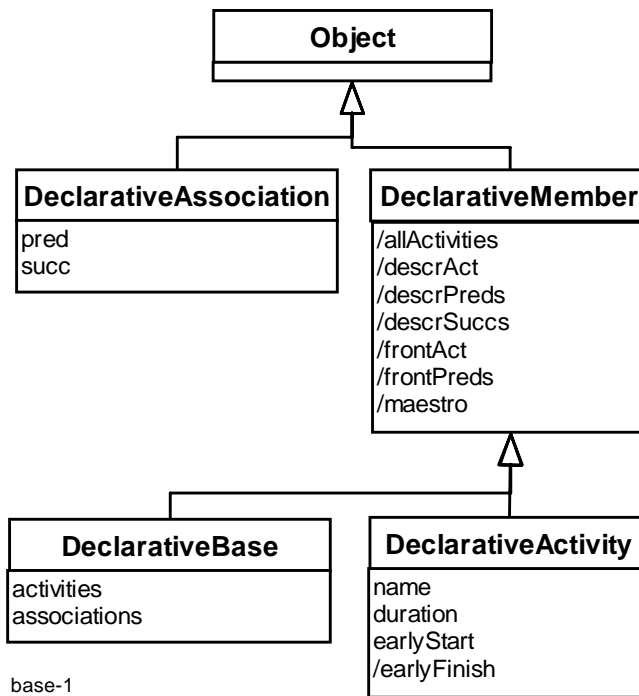 Object
DeclarativeAssociation
pred
succ
DeclarativeMember
/allActivities
/descrAct
/descrPreds
/descrSuccs
/frontAct
/frontPreds
/maestro
DeclarativeBase
activities
associations
DeclarativeActivity
name
duration
earlyStart
/earlyFinish
base-1